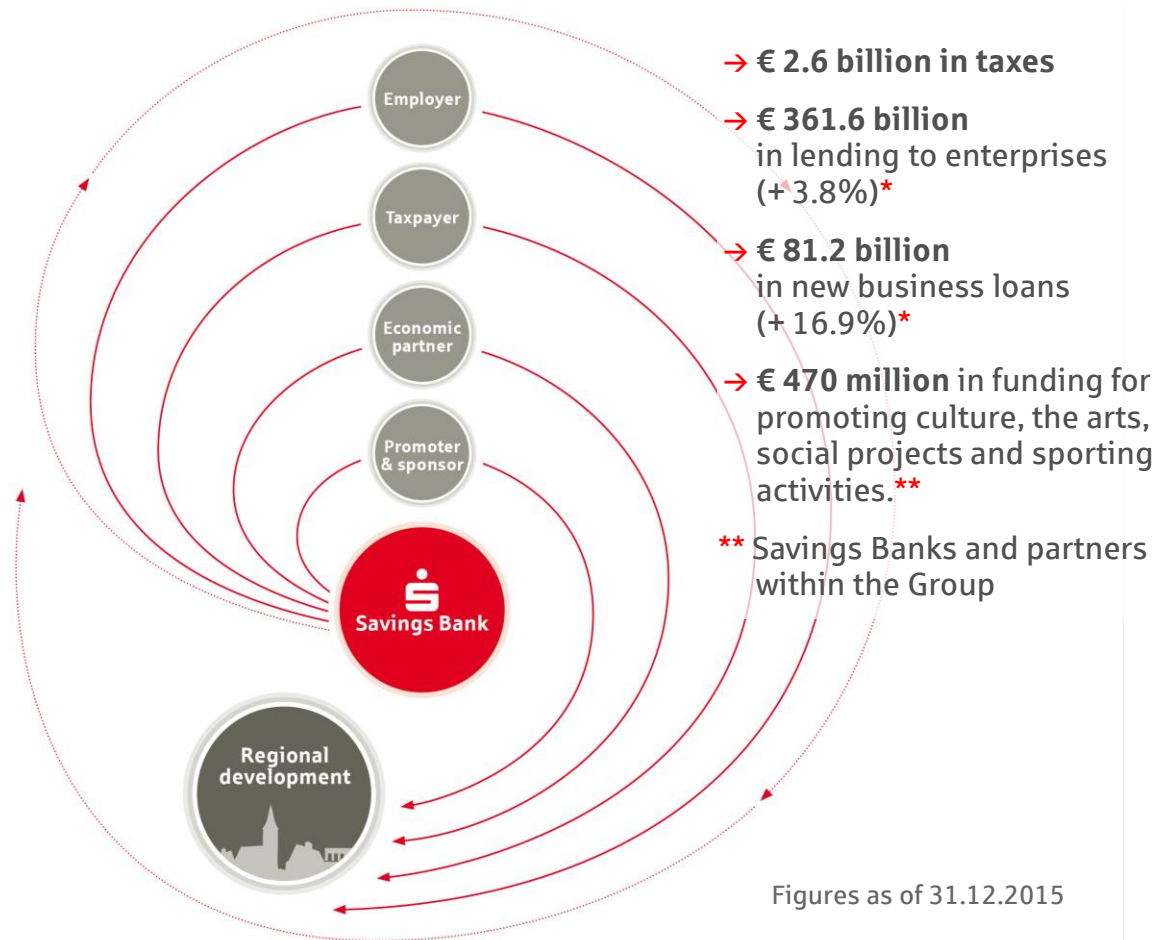 Employer
Taxpayer
Economic
partner
Promoter
& sponsor
Savings Bank
Regional
development
→ € 2.6 billion in taxes
→ € 361.6 billion
in lending to enterprises
(+ 3.8%)*
→ € 81.2 billion
in new business loans
(+ 16.9%)*
→ € 470 million in funding for
promoting culture, the arts,
social projects and sporting
activities.**
** Savings Banks and partners
within the Group
Figures as of 31.12.2015